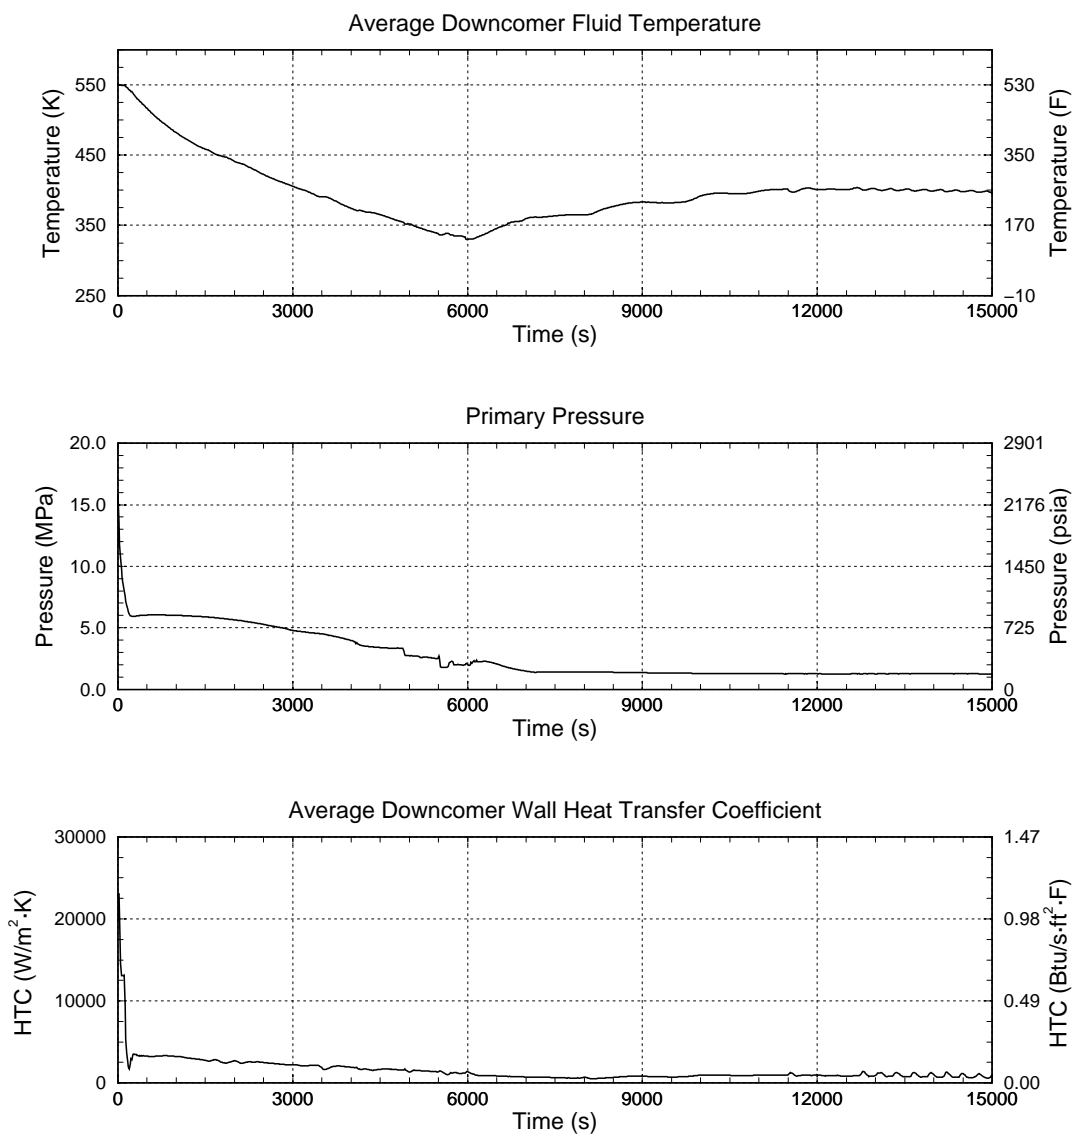 Average Downcomer Fluid Temperature
550
450
350
250
530
350
170
−10
Temperature (K)
Temperature (F)
0 3000 6000 9000 12000 15000
Time (s)
Primary Pressure
20.0
15.0
10.0
5.0
0.0
2901
2176
1450
725
0
Pressure (MPa)
Pressure (psia)
0 3000 6000 9000 12000 15000
Time (s)
Average Downcomer Wall Heat Transfer Coefficient
30000
20000
10000
0
1.47
0.98
0.49
0.00
HTC (W/m²·K)
HTC (Btu/s·ft²·F)
0 3000 6000 9000 12000 15000
Time (s)